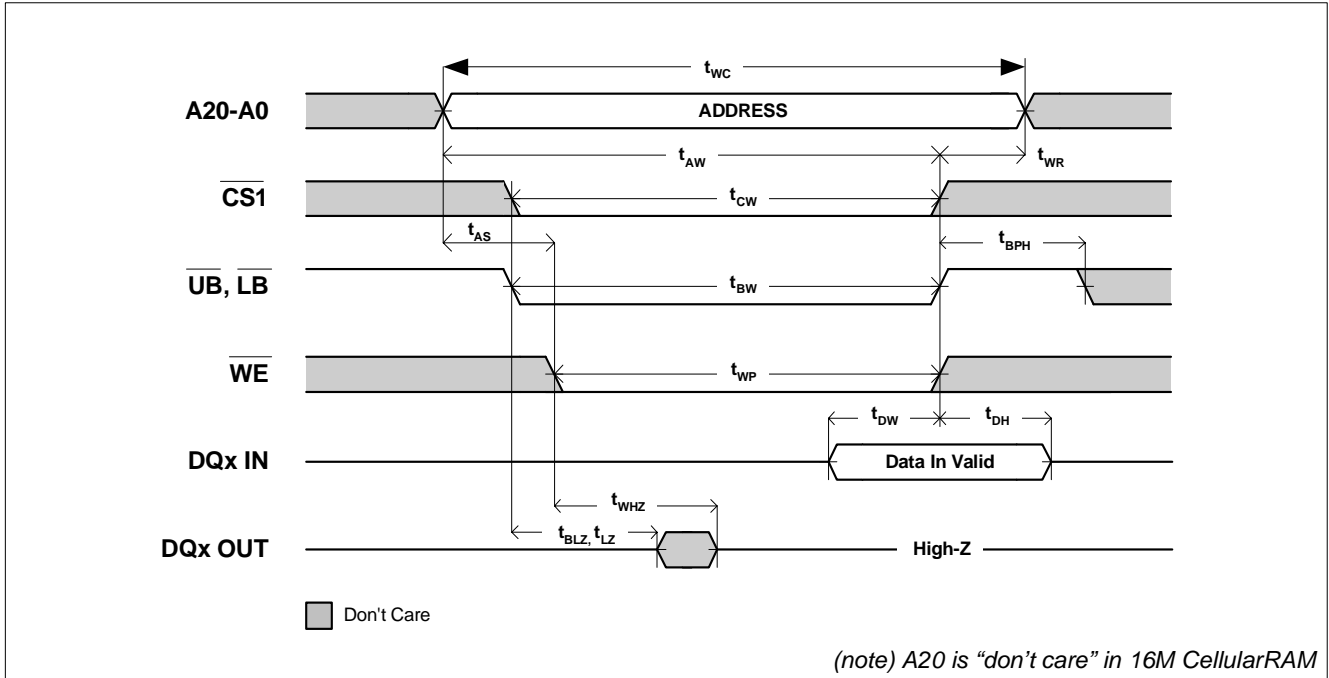 tWC
A20-A0 ADDRESS
tAW tWR
CS1 tCW
tAS tBPH
UB, LB tBW
WE tWP
tDW tDH
DQx IN Data In Valid
tWHZ
tBLZ, tLZ
DQx OUT High-Z
Don't Care
(note) A20 is “don’t care” in 16M CellularRAM